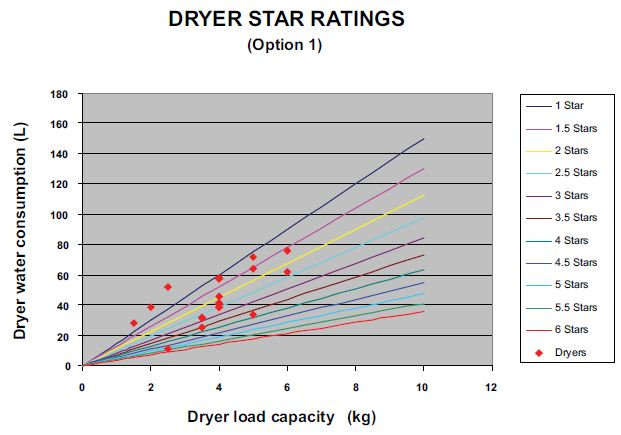 DRYER STAR RATINGS
(Option 1)
Dryer water consumption (L)
180
160
140
120
100
80
60
40
20
0
0 2 4 6 8 10 12
Dryer load capacity (kg)
1 Star
1.5 Stars
2 Stars
2.5 Stars
3 Stars
3.5 Stars
4 Stars
4.5 Stars
5 Stars
5.5 Stars
6 Stars
Dryers